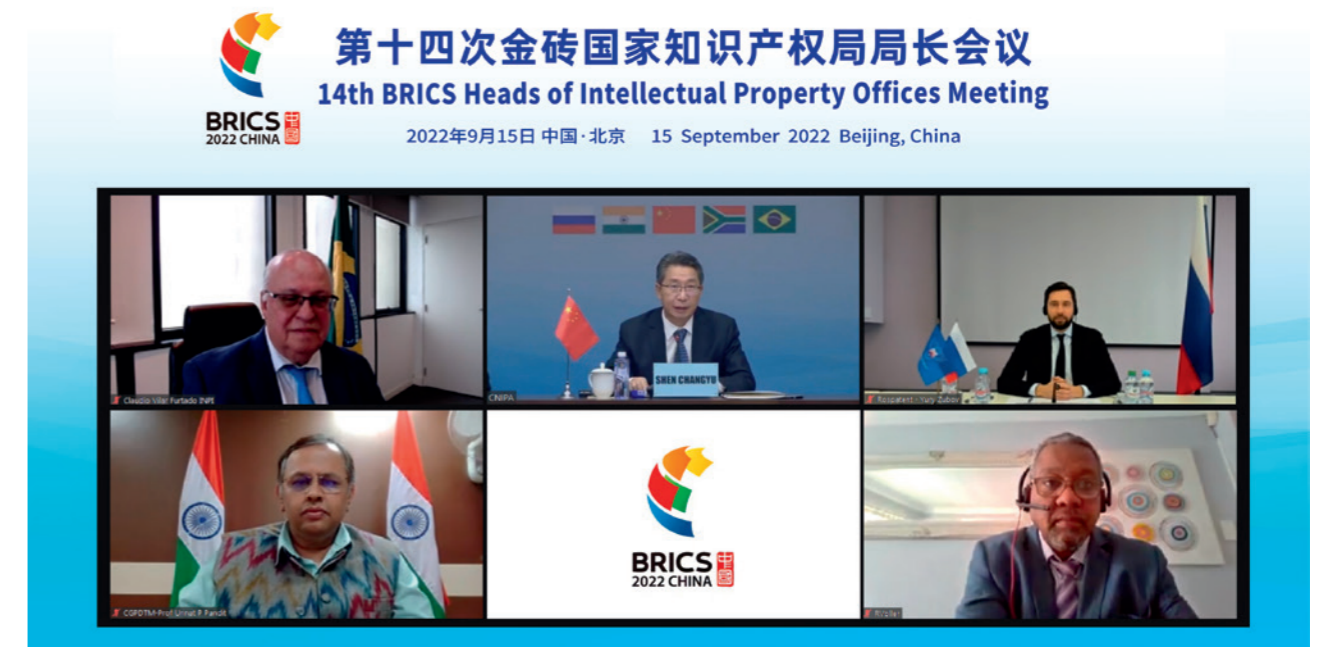 第十四次金砖国家知识产权局局长会议
14th BRICS Heads of Intellectual Property Offices Meeting
BRICS 中国
2022 CHINA
2022年9月15日 中国·北京 15 September 2022 Beijing, China
SHEN CHANGYU
Claudio Vilar Furtado INPI
CNIPA
Rospatent - Yury Zubov
BRICS 中国
2022 CHINA
CGPDTM-Prof Unnat P Pandit